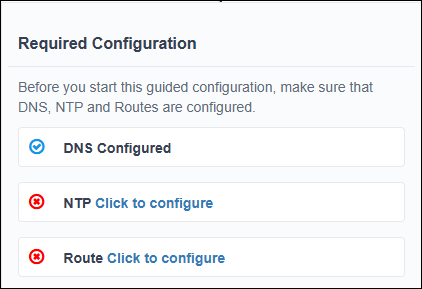 Required Configuration
Before you start this guided configuration, make sure that
DNS, NTP and Routes are configured.
DNS Configured
NTP Click to configure
Route Click to configure